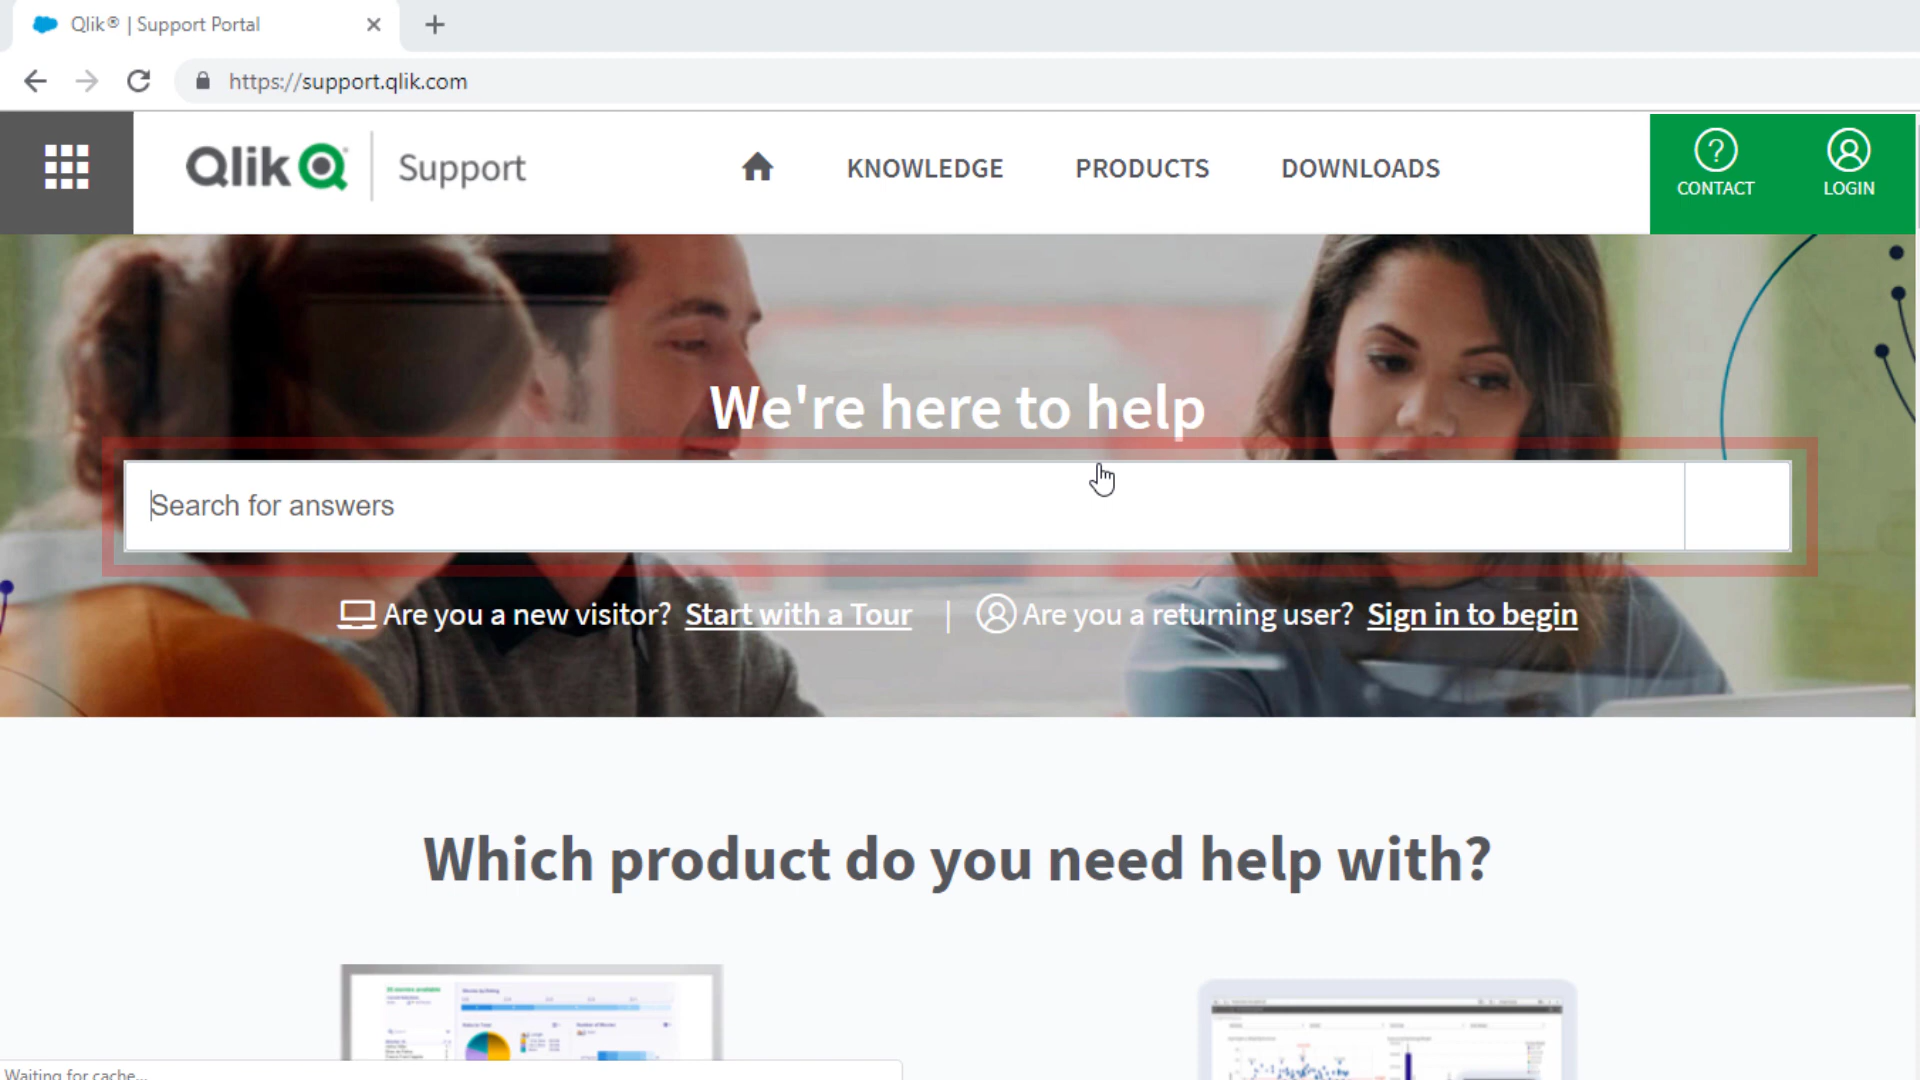 Qlik® | Support Portal
https://support.qlik.com
Qlik Support
KNOWLEDGE PRODUCTS DOWNLOADS
CONTACT LOGIN
We're here to help
Search for answers
Are you a new visitor? Start with a Tour | Are you a returning user? Sign in to begin
Which product do you need help with?
Waiting for cache...